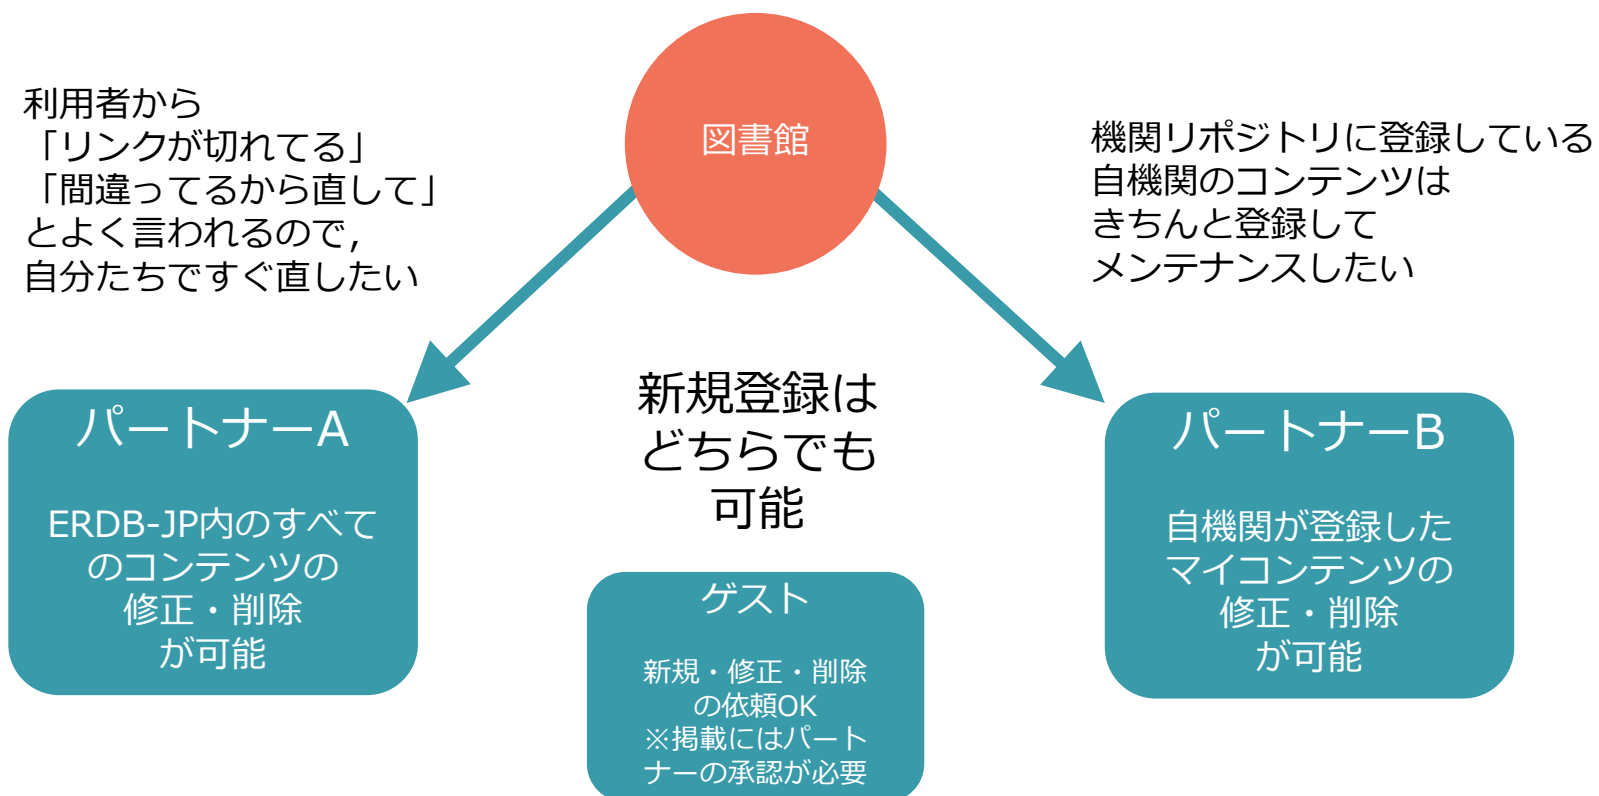 図書館
利用者から
「リンクが切れてる」
「間違ってるから直して」
とよく言われるので,
自分たちですぐ直したい
機関リポジトリに登録している
自機関のコンテンツは
きちんと登録して
メンテナンスしたい
パートナーA
ERDB-JP内のすべて
のコンテンツの
修正・削除
が可能
新規登録は
どちらでも
可能
ゲスト
新規・修正・削除
の依頼OK
※掲載にはパート
ナーの承認が必要
パートナーB
自機関が登録した
マイコンテンツの
修正・削除
が可能